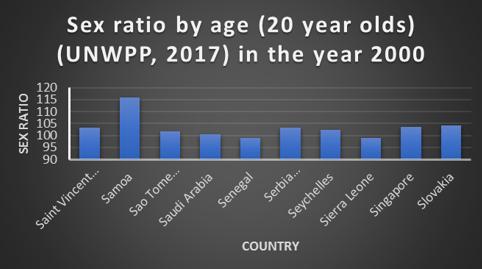 Sex ratio by age (20 year olds)
(UNWPP, 2017) in the year 2000
SEX RATIO
120
115
110
105
100
95
90
Saint Vincent...
Samoa
Sao Tome...
Saudi Arabia
Senegal
Serbia...
Seychelles
Sierra Leone
Singapore
Slovakia
COUNTRY